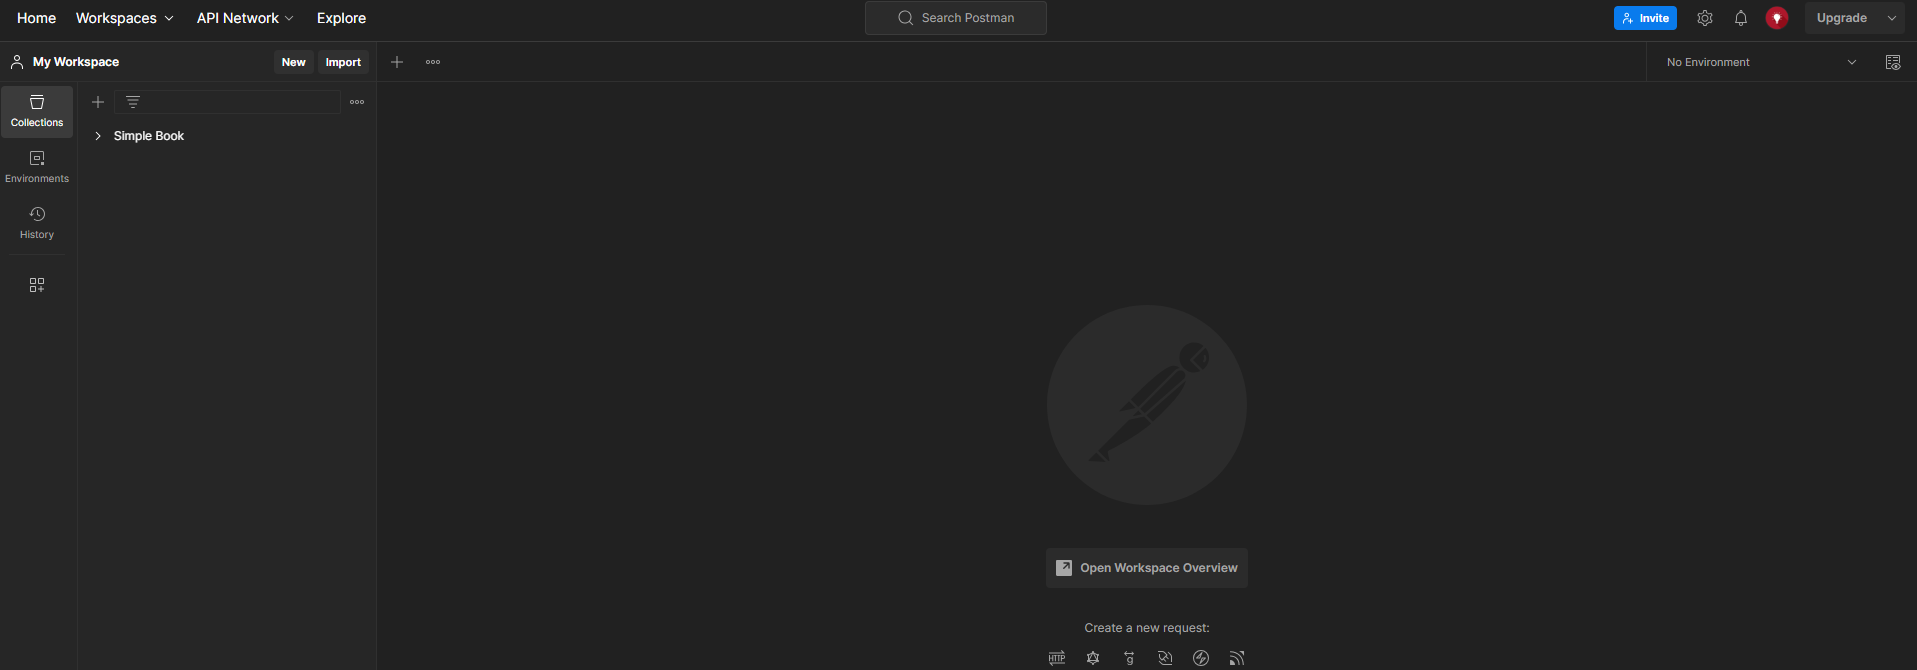 Home Workspaces API Network Explore Search Postman Invite Upgrade
My Workspace New Import No Environment
Collections
Simple Book
Environments
History
Open Workspace Overview
Create a new request:
HTTP g